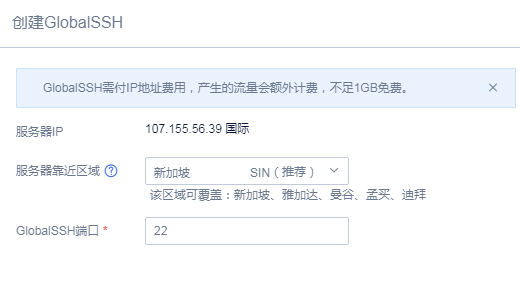 创建GlobalSSH
GlobalSSH需付IP地址费用，产生的流量会额外计费，不足1GB免费。
服务器IP 107.155.56.39 国际
服务器靠近区域 新加坡 SIN（推荐）
该区域可覆盖：新加坡、雅加达、曼谷、孟买、迪拜
GlobalSSH端口 * 22